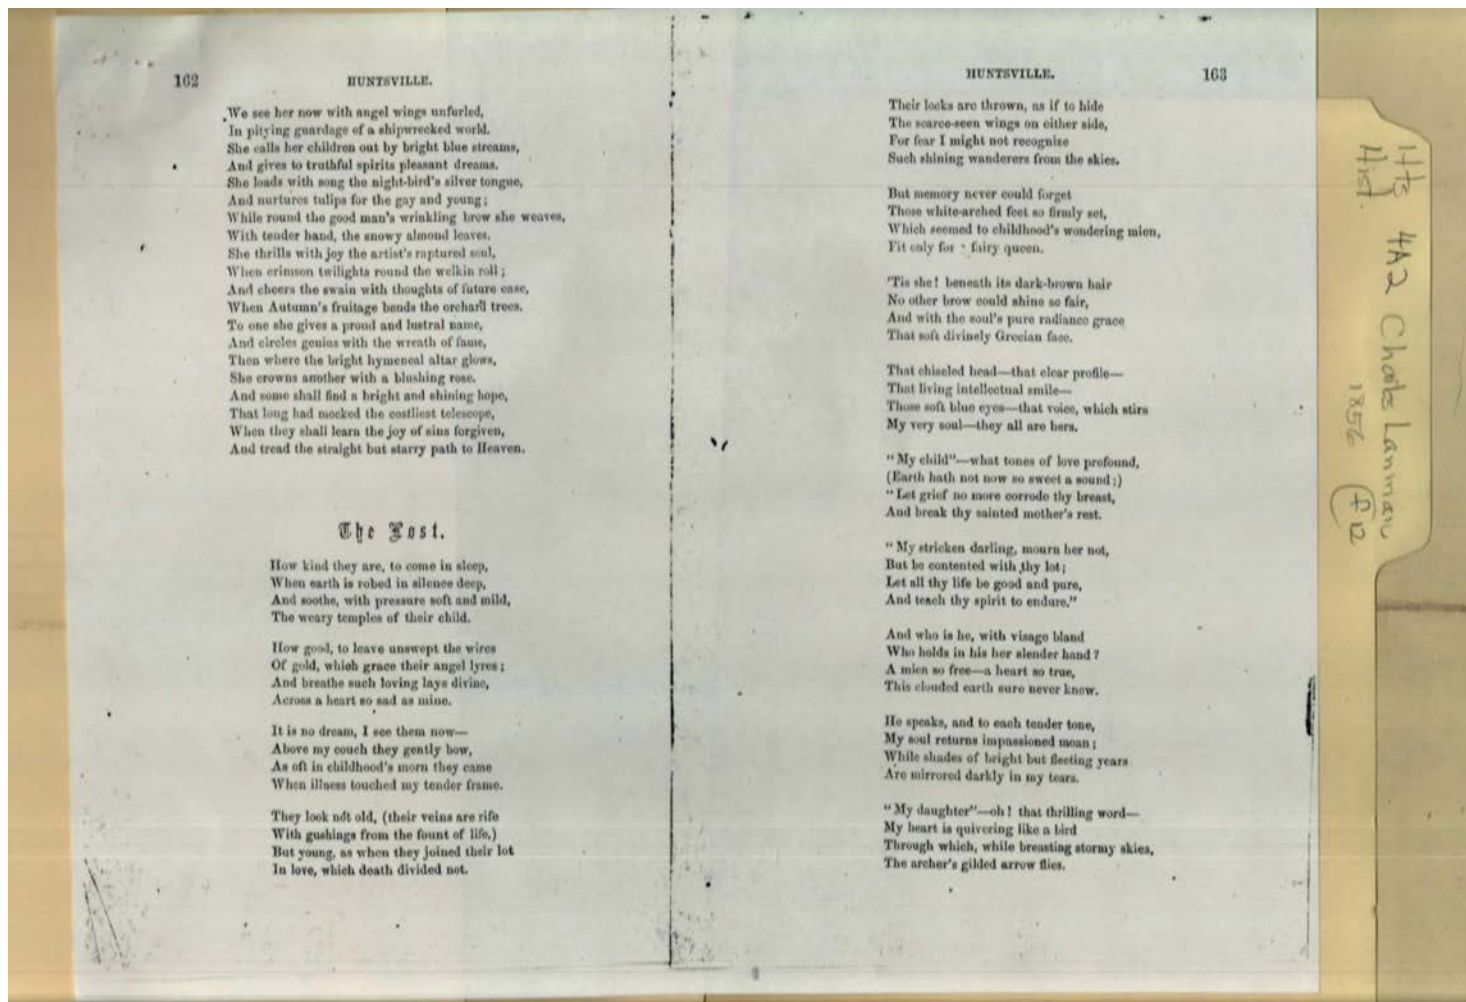 162
HUNTSVILLE.
We see her now with angel wings unfurled,
In pitying guardage of a shipwrecked world.
She calls her children out by bright blue streams,
And gives to truthful spirits pleasant dreams.
She loads with song the night-bird's silver tongue,
And nurtures tulips for the gay and young;
While round the good man's wrinkling brow she weaves,
With tender hand, the snowy almond leaves.
She thrills with joy the artist's raptured soul,
When crimson twilights round the welkin roll;
And cheers the swain with thoughts of future ease,
When Autumn's fruitage bends the orchard trees.
To one she gives a proud and lustral name,
And circles genius with the wreath of fame,
Then where the bright hymeneal altar glows,
She crowns another with a blushing rose.
And some shall find a bright and shining hope,
That long had mocked the costliest telescope,
When they shall learn the joy of sins forgiven,
And tread the straight but starry path to Heaven.
The Lost.
How kind they are, to come in sleep,
When earth is robed in silence deep,
And soothe, with pressure soft and mild,
The weary temples of their child.
How good, to leave unswept the wires
Of gold, which grace their angel lyres;
And breathe such loving lays divine,
Across a heart so sad as mine.
It is no dream, I see them now—
Above my couch they gently bow,
As oft in childhood's morn they came
When illness touched my tender frame.
They look not old, (their veins are rife
With gushings from the fount of life,)
But young, as when they joined their lot
In love, which death divided not.
HUNTSVILLE.
163
Their locks are thrown, as if to hide
The scarce-seen wings on either side,
For fear I might not recognize
Such shining wanderers from the skies.
But memory never could forget
Those white-arched feet so firmly set,
Which seemed to childhood's wondering mien,
Fit only for fairy queen.
'Tis she! beneath its dark-brown hair
No other brow could shine so fair,
And with the soul's pure radiance grace
That soft divinely Grecian face.
That chiseled head—that clear profile—
That living intellectual smile—
Those soft blue eyes—that voice, which stirs
My very soul—they all are hers.
"My child"—what tones of love profound,
(Earth hath not now so sweet a sound;)
"Let grief no more corrode thy breast,
And break thy sainted mother's rest.
"My stricken darling, mourn her not,
But be contented with thy lot;
Let all thy life be good and pure,
And teach thy spirit to endure."
And who is he, with visage bland
Who holds in his her slender hand?
A mien so free—a heart so true,
This clouded earth sure never knew.
He speaks, and to each tender tone,
My soul returns impassioned moan;
While shades of bright but fleeting years
Are mirrored darkly in my tears.
"My daughter"—oh! that thrilling word—
My heart is quivering like a bird
Through which, while breasting stormy skies,
The archer's gilded arrow flies.
Hts 4A2 Charles Lanman
Hist. 1856